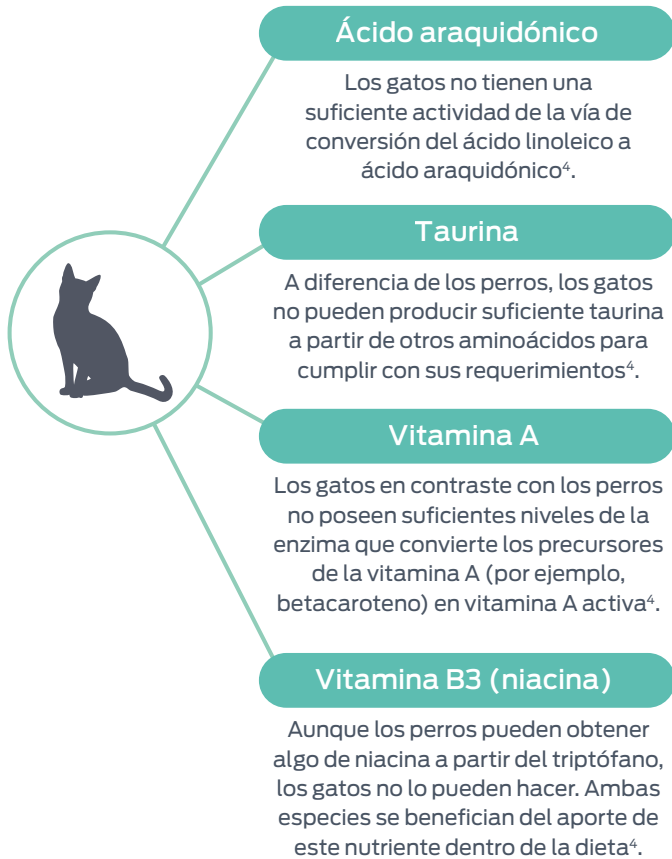 Ácido araquidónico
Los gatos no tienen una
suficiente actividad de la vía de
conversión del ácido linoleico a
ácido araquidónico⁴.
Taurina
A diferencia de los perros, los gatos
no pueden producir suficiente taurina
a partir de otros aminoácidos para
cumplir con sus requerimientos⁴.
Vitamina A
Los gatos en contraste con los perros
no poseen suficientes niveles de la
enzima que convierte los precursores
de la vitamina A (por ejemplo,
betacaroteno) en vitamina A activa⁴.
Vitamina B3 (niacina)
Aunque los perros pueden obtener
algo de niacina a partir del triptófano,
los gatos no lo pueden hacer. Ambas
especies se benefician del aporte de
este nutriente dentro de la dieta⁴.